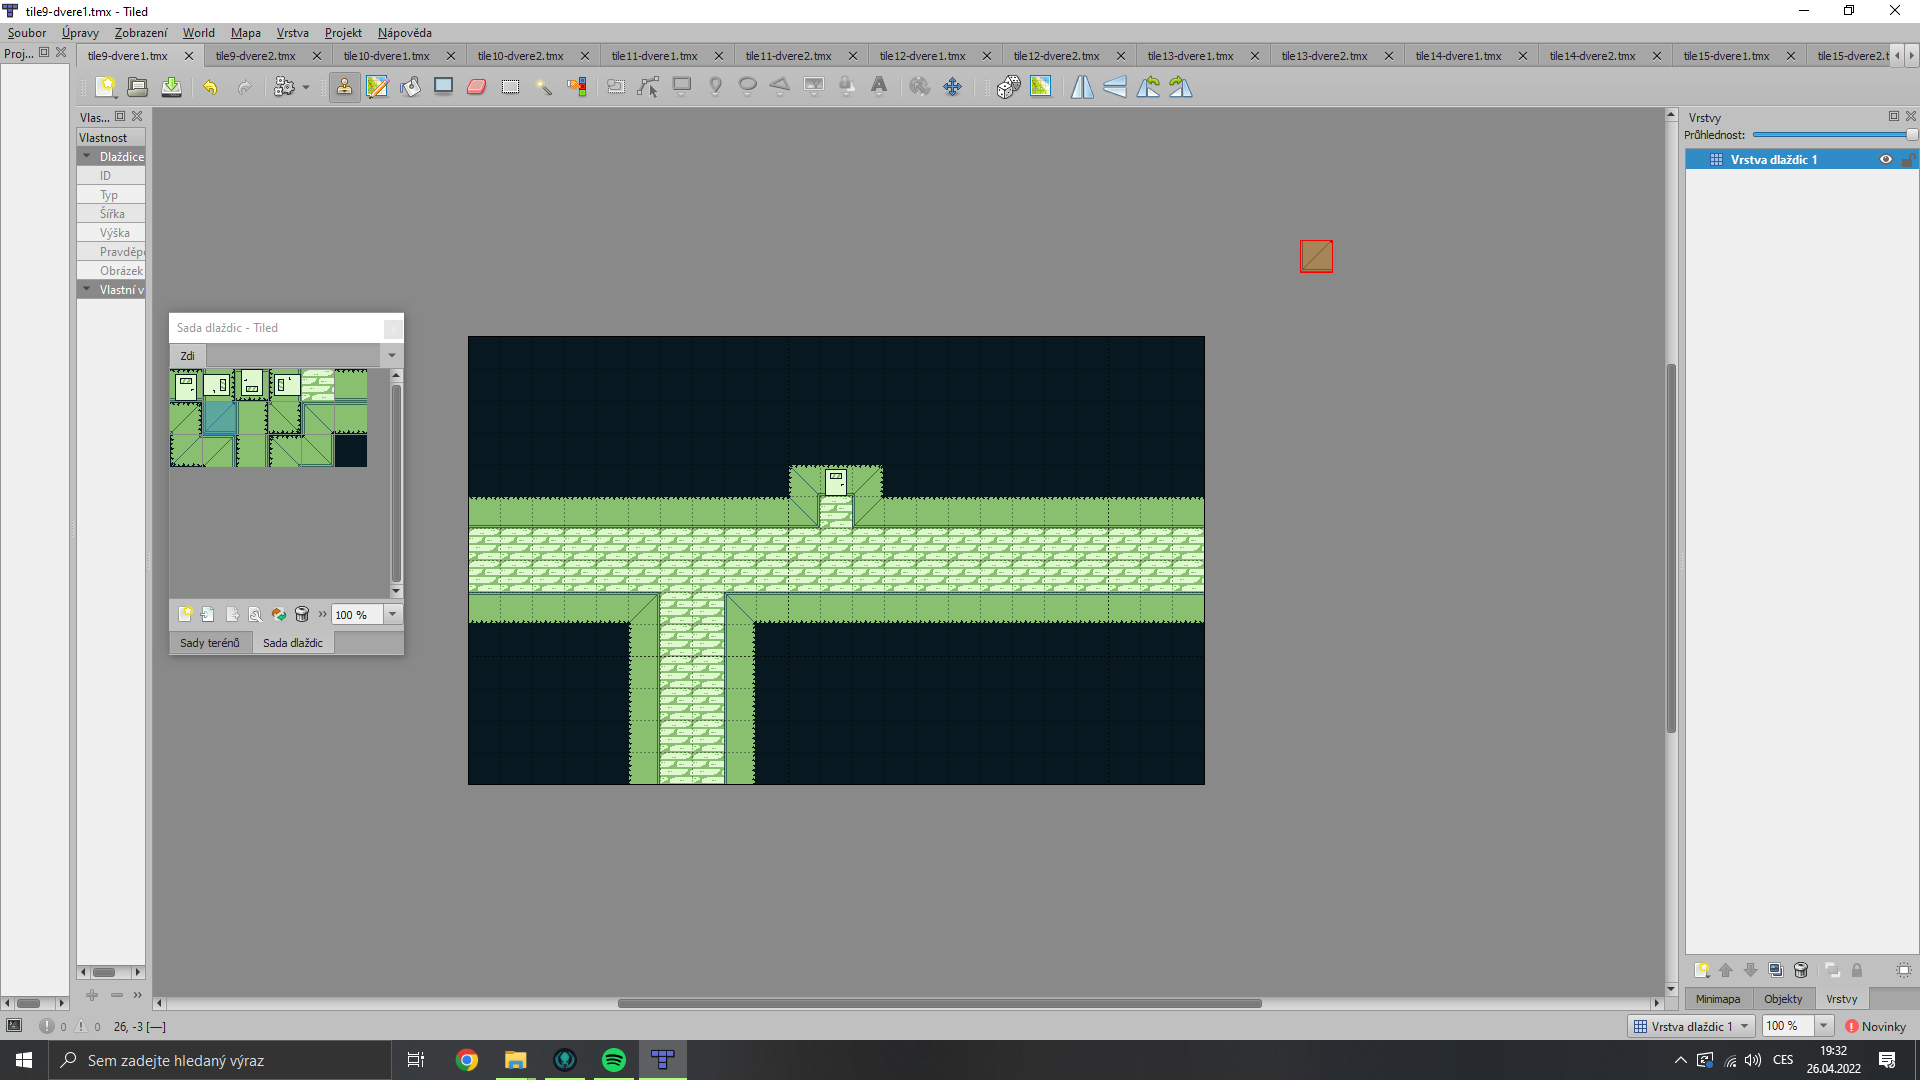 tile9-dvere1.tmx - Tiled
Soubor Úpravy Zobrazení World Mapa Vrstva Projekt Nápověda
Proj...
tile9-dvere1.tmx tile9-dvere2.tmx tile10-dvere1.tmx tile10-dvere2.tmx tile11-dvere1.tmx tile11-dvere2.tmx tile12-dvere1.tmx tile12-dvere2.tmx tile13-dvere1.tmx tile13-dvere2.tmx tile14-dvere1.tmx tile14-dvere2.tmx tile15-dvere1.tmx tile15-dvere2.t
Vlas...
Vlastnost
Dlaždice
ID
Typ
Šířka
Výška
Pravděpo
Obrázek
Vlastní v
Sada dlaždic - Tiled
Zdi
100 %
Sady terénů Sada dlaždic
Vrstvy
Průhlednost:
Vrstva dlaždic 1
Minimapa Objekty Vrstvy
0 0 26, -3 [—]
Vrstva dlaždic 1 100 % Novinky
Sem zadejte hledaný výraz
CES
19:32
26.04.2022